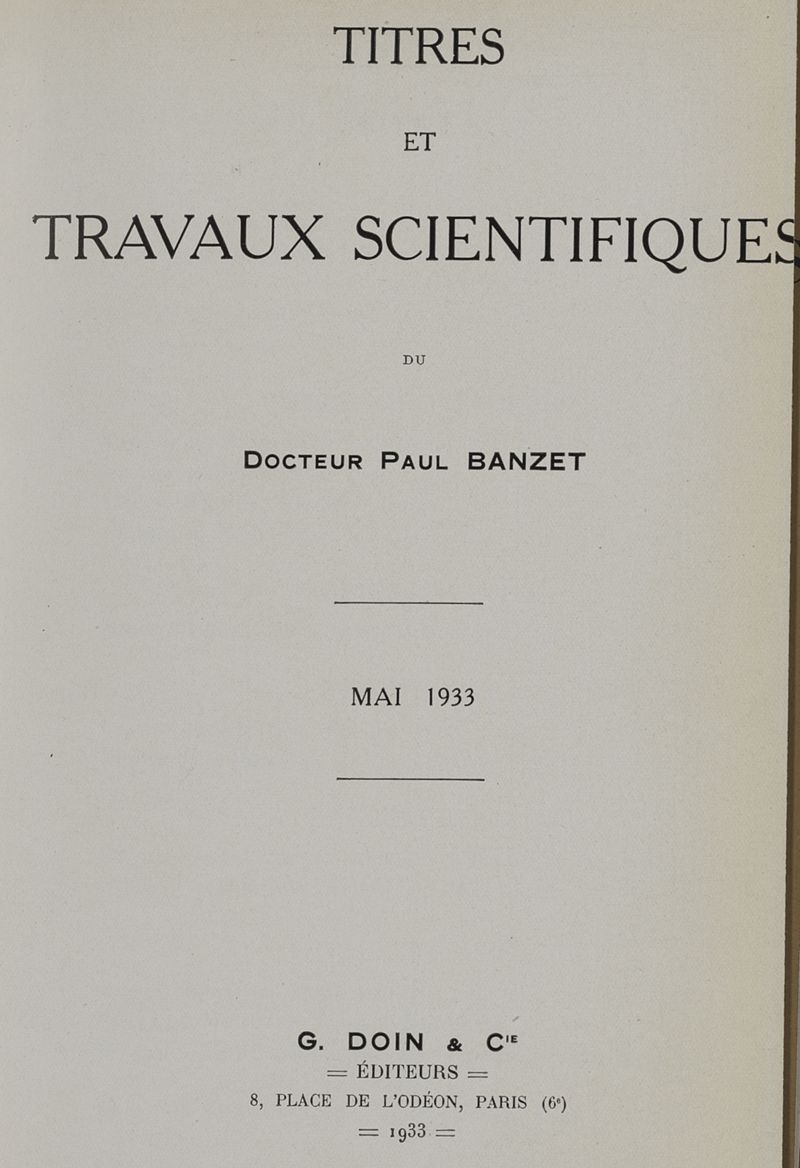 TITRES
ET
TRAVAUX SCIENTIFIQUES
DU
DOCTEUR PAUL BANZET
MAI 1933
G. DOIN & CIE
= ÉDITEURS =
8, PLACE DE L'ODÉON, PARIS (6e)
= 1933 =